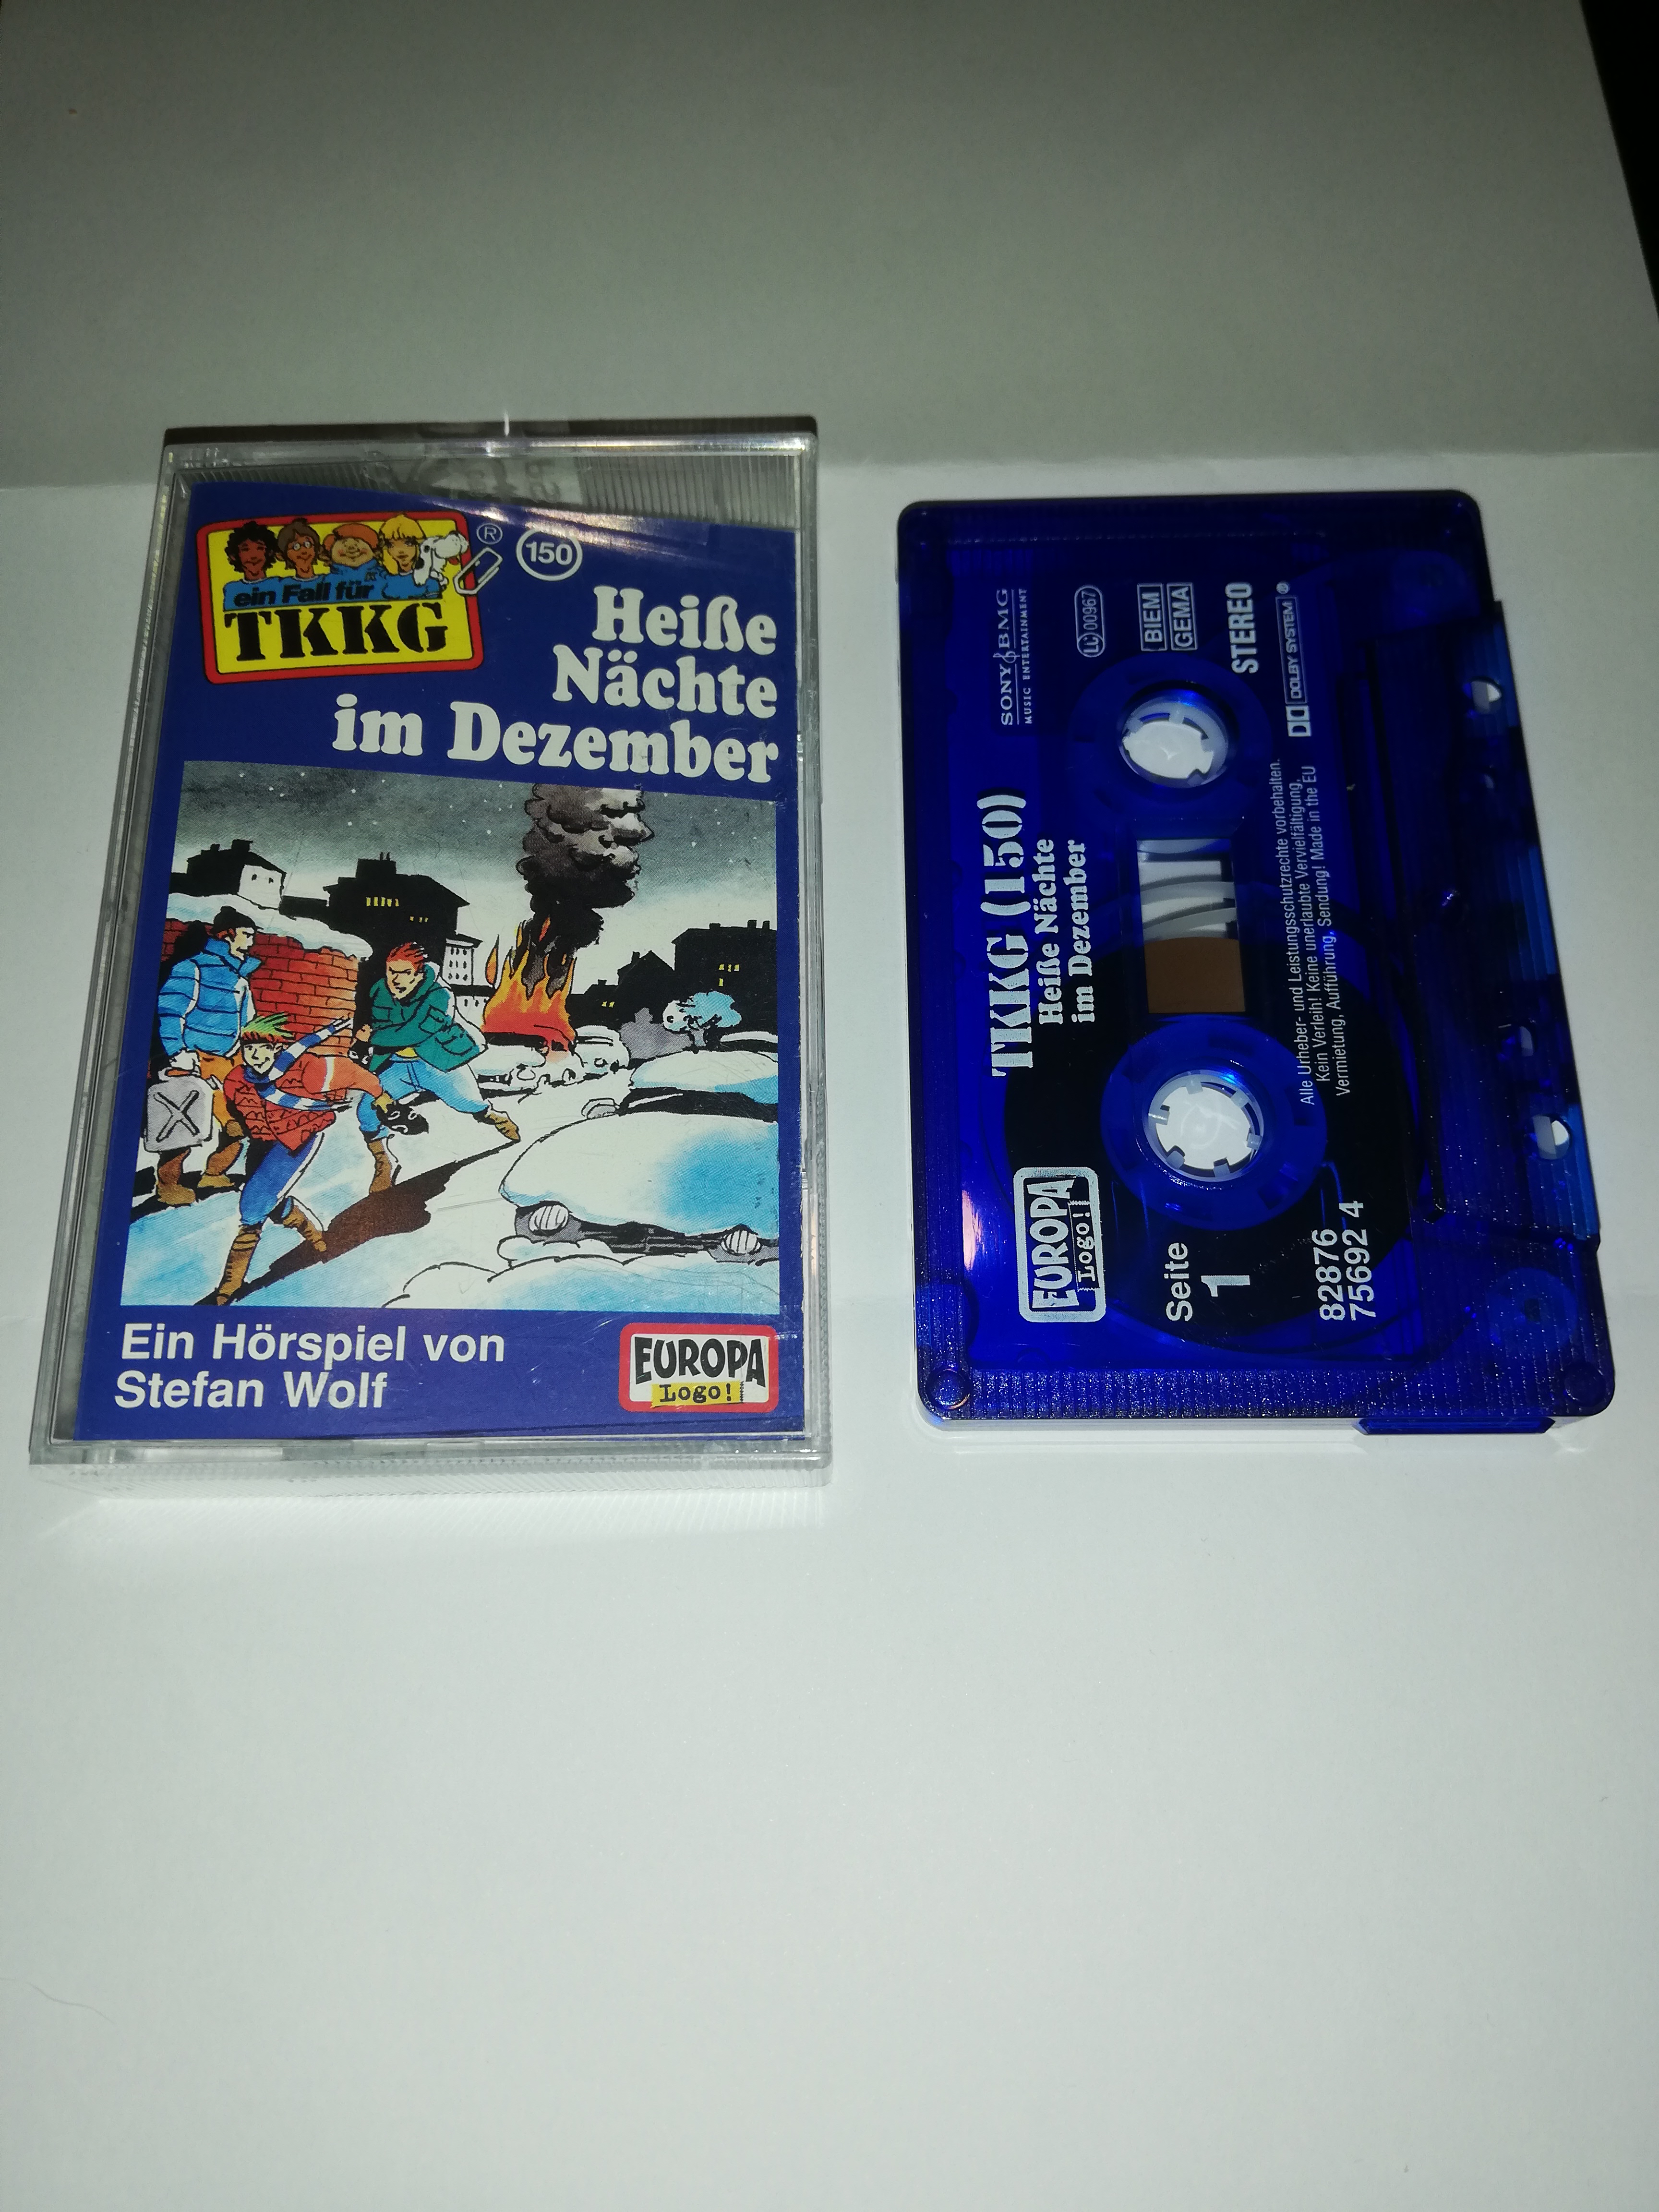 ein Fall für
TKKG
®
150
Heiße
Nächte
im Dezember
Ein Hörspiel von
Stefan Wolf
EUROPA
Logo!
TKKG (150)
Heiße Nächte
im Dezember
EUROPA
Logo!
SONY BMG
MUSIC ENTERTAINMENT
LC 00967
BIEM
GEMA
STEREO
DOLBY SYSTEM ®
Seite
1
82876
75692 4
Alle Urheber- und Leistungsschutzrechte vorbehalten.
Kein Verleih! Keine unerlaubte Vervielfältigung,
Vermietung, Aufführung, Sendung! Made in the EU